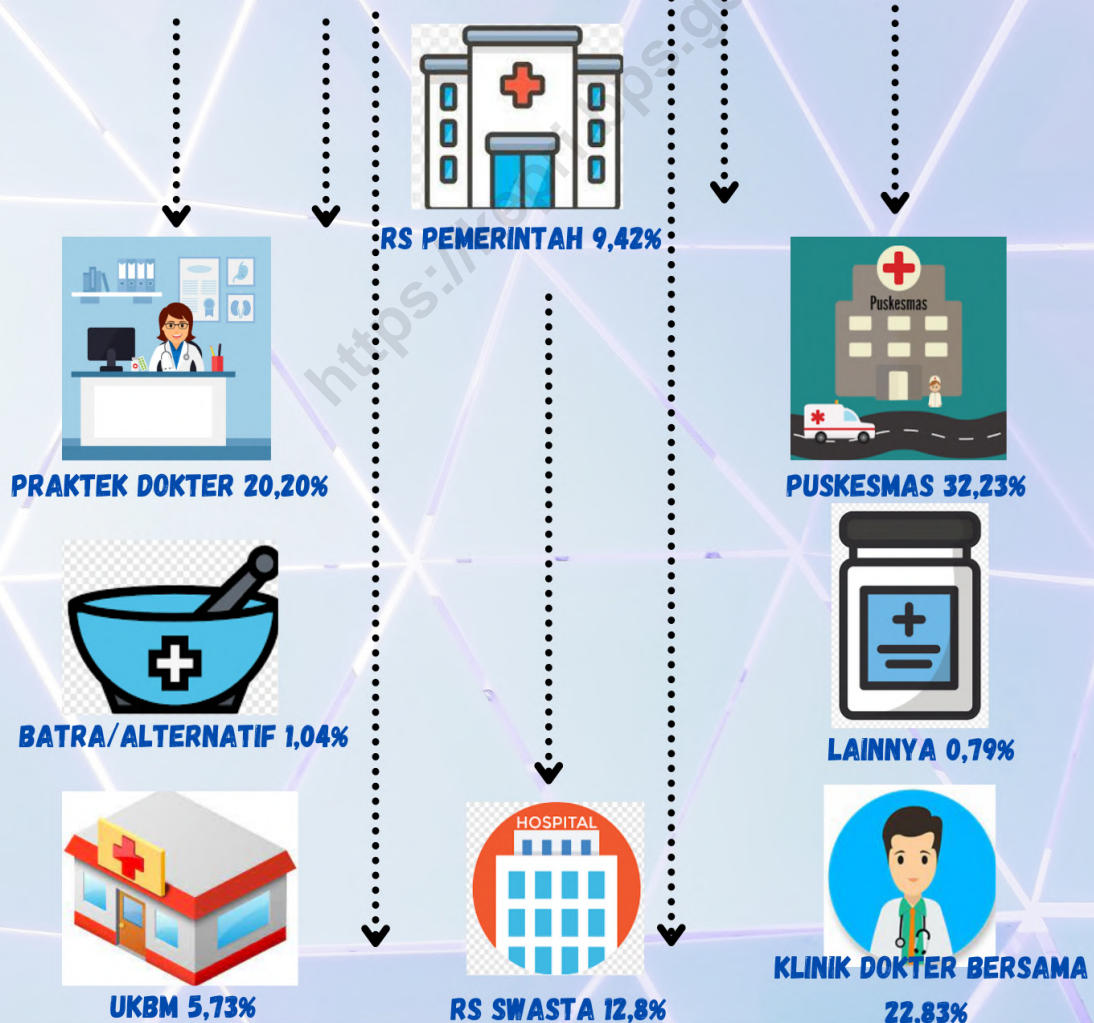 RS PEMERINTAH 9,42%
Puskesmas
PRAKTEK DOKTER 20,20%
PUSKESMAS 32,23%
BATRA/ALTERNATIF 1,04%
LAINNYA 0,79%
HOSPITAL
UKBM 5,73%
RS SWASTA 12,8%
KLINIK DOKTER BERSAMA
22,83%